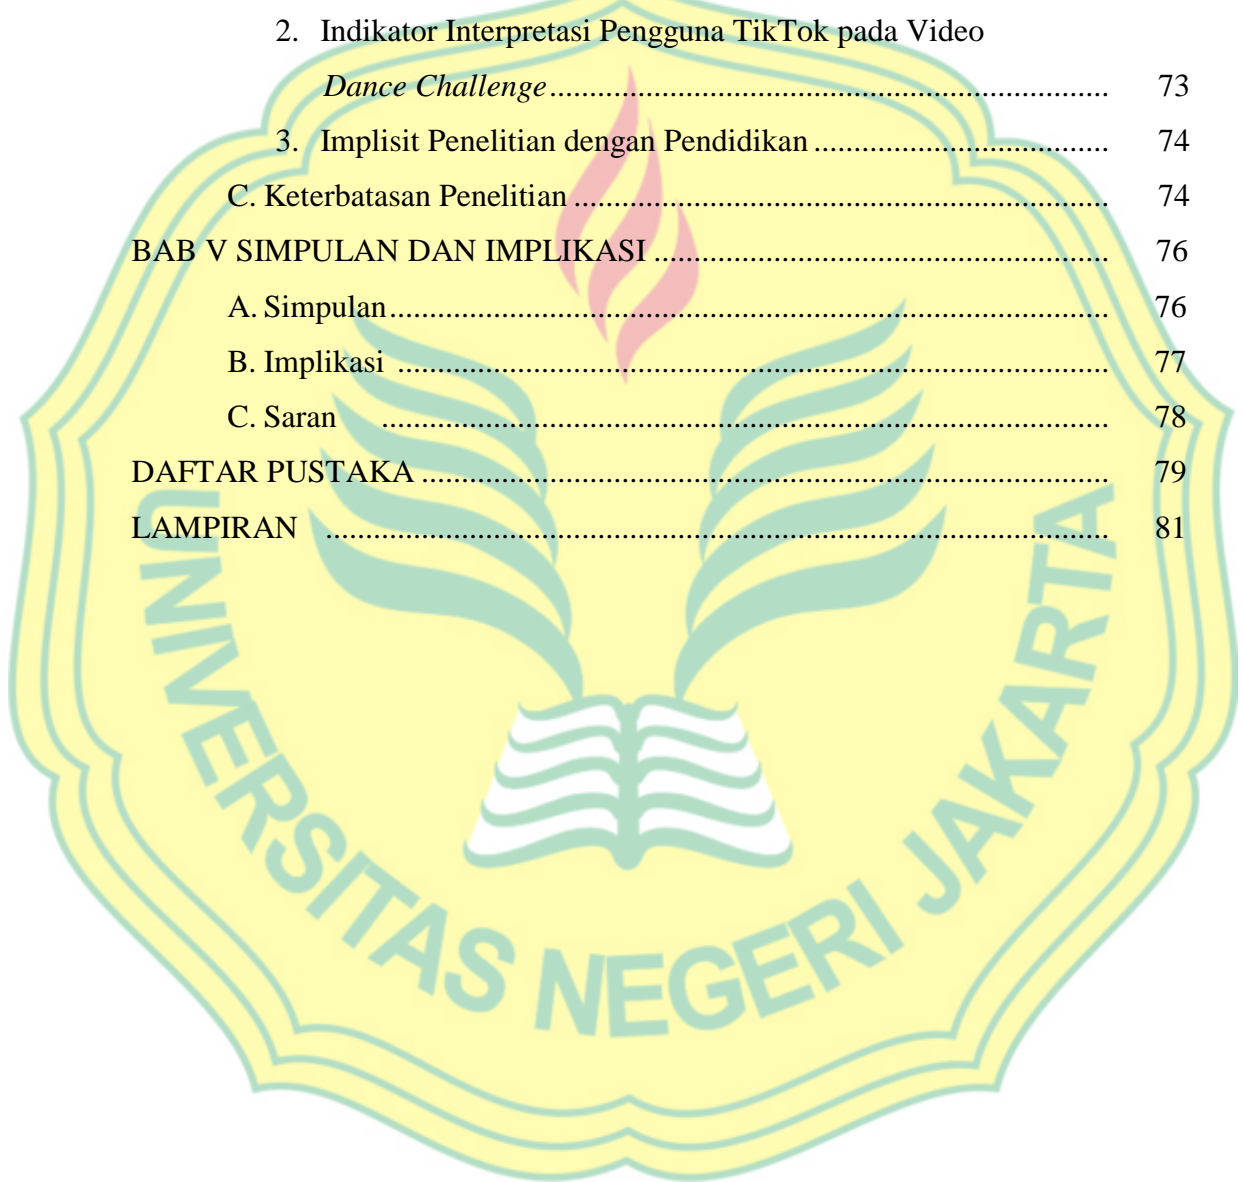 2. Indikator Interpretasi Pengguna TikTok pada Video
Dance Challenge.................................................................... 73
3. Implisit Penelitian dengan Pendidikan .................................... 74
C. Keterbatasan Penelitian ................................................................. 74
BAB V SIMPULAN DAN IMPLIKASI ....................................................... 76
A. Simpulan........................................................................................ 76
B. Implikasi ....................................................................................... 77
C. Saran ......................................................................................... 78
DAFTAR PUSTAKA .................................................................................... 79
LAMPIRAN ............................................................................................... 81
UNIVERSITAS NEGERI JAKARTA